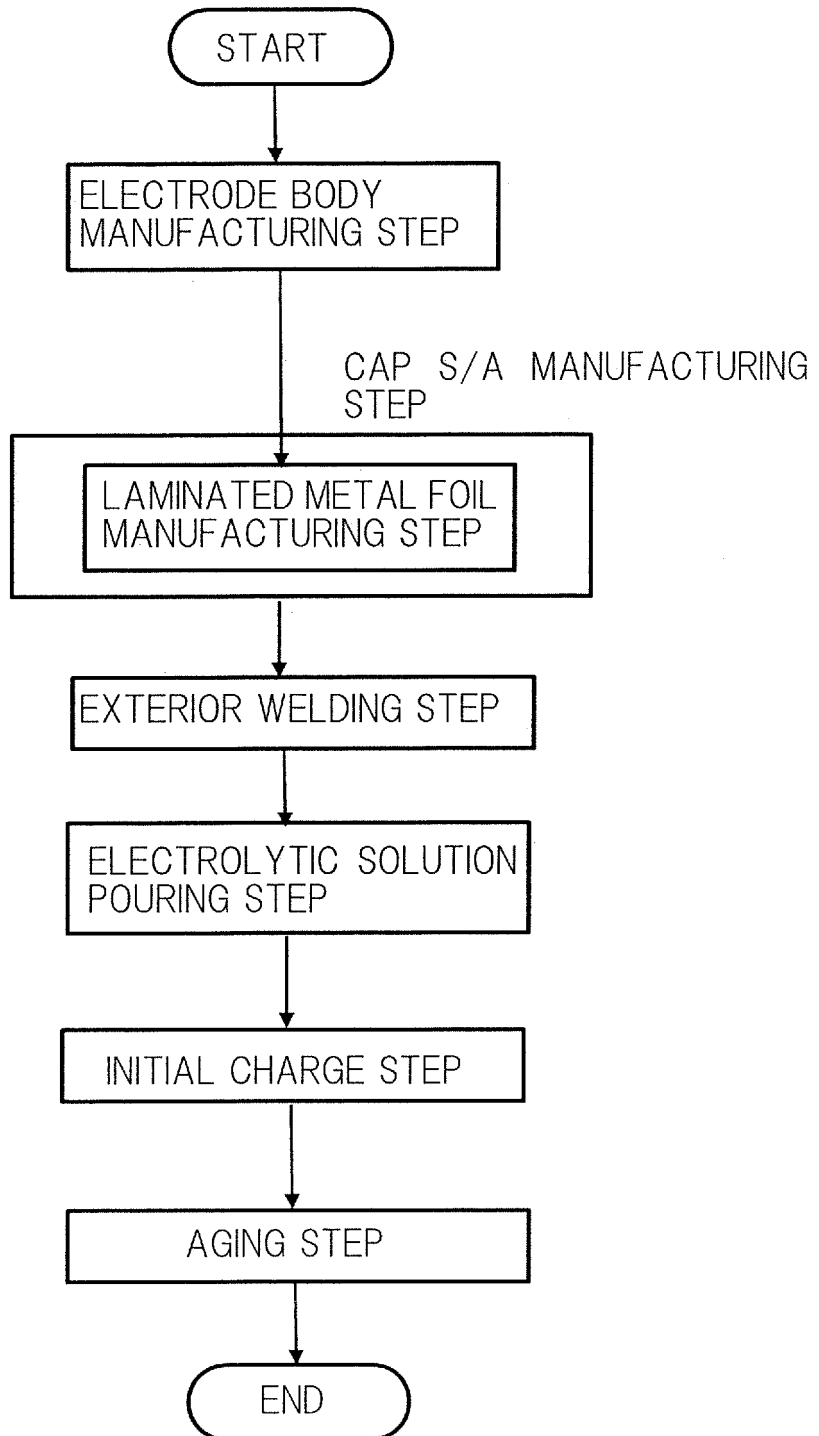 START
ELECTRODE BODY
MANUFACTURING STEP
CAP S/A MANUFACTURING
STEP
LAMINATED METAL FOIL
MANUFACTURING STEP
EXTERIOR WELDING STEP
ELECTROLYTIC SOLUTION
POURING STEP
INITIAL CHARGE STEP
AGING STEP
END